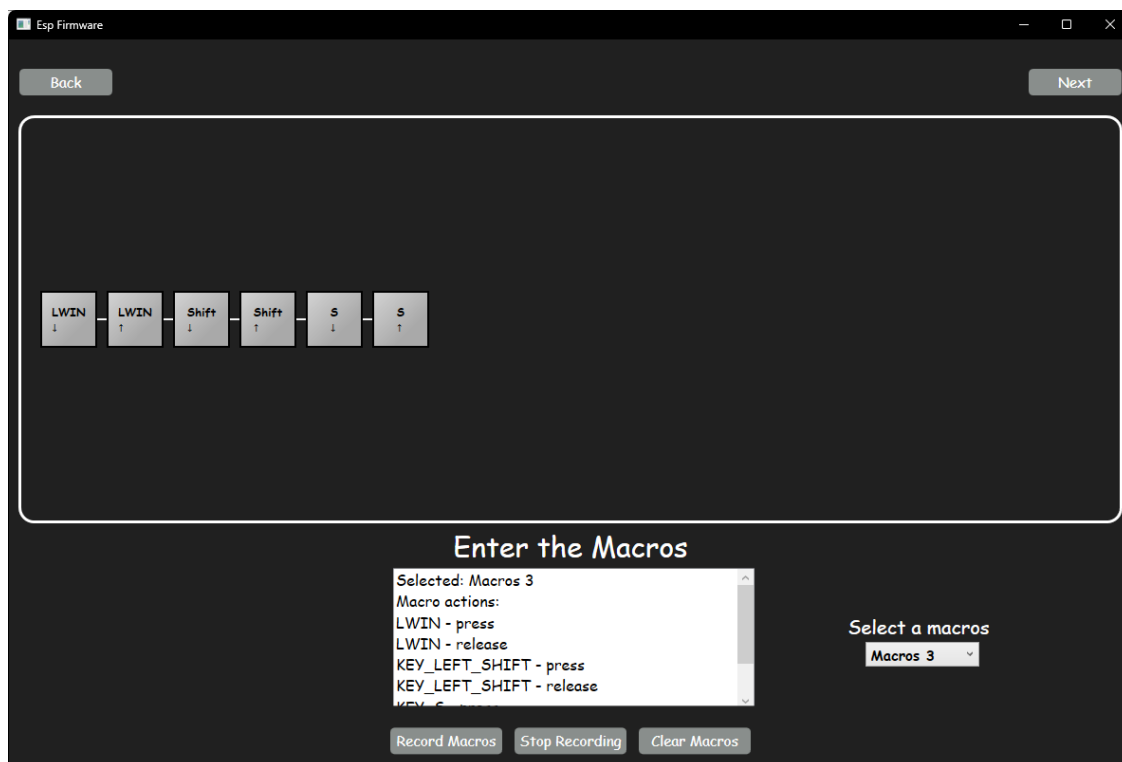 Esp Firmware
Back
Next
LWIN
↓
LWIN
↑
Shift
↓
Shift
↑
S
↓
S
↑
Enter the Macros
Selected: Macros 3
Macro actions:
LWIN - press
LWIN - release
KEY_LEFT_SHIFT - press
KEY_LEFT_SHIFT - release
Select a macros
Macros 3
Record Macros
Stop Recording
Clear Macros